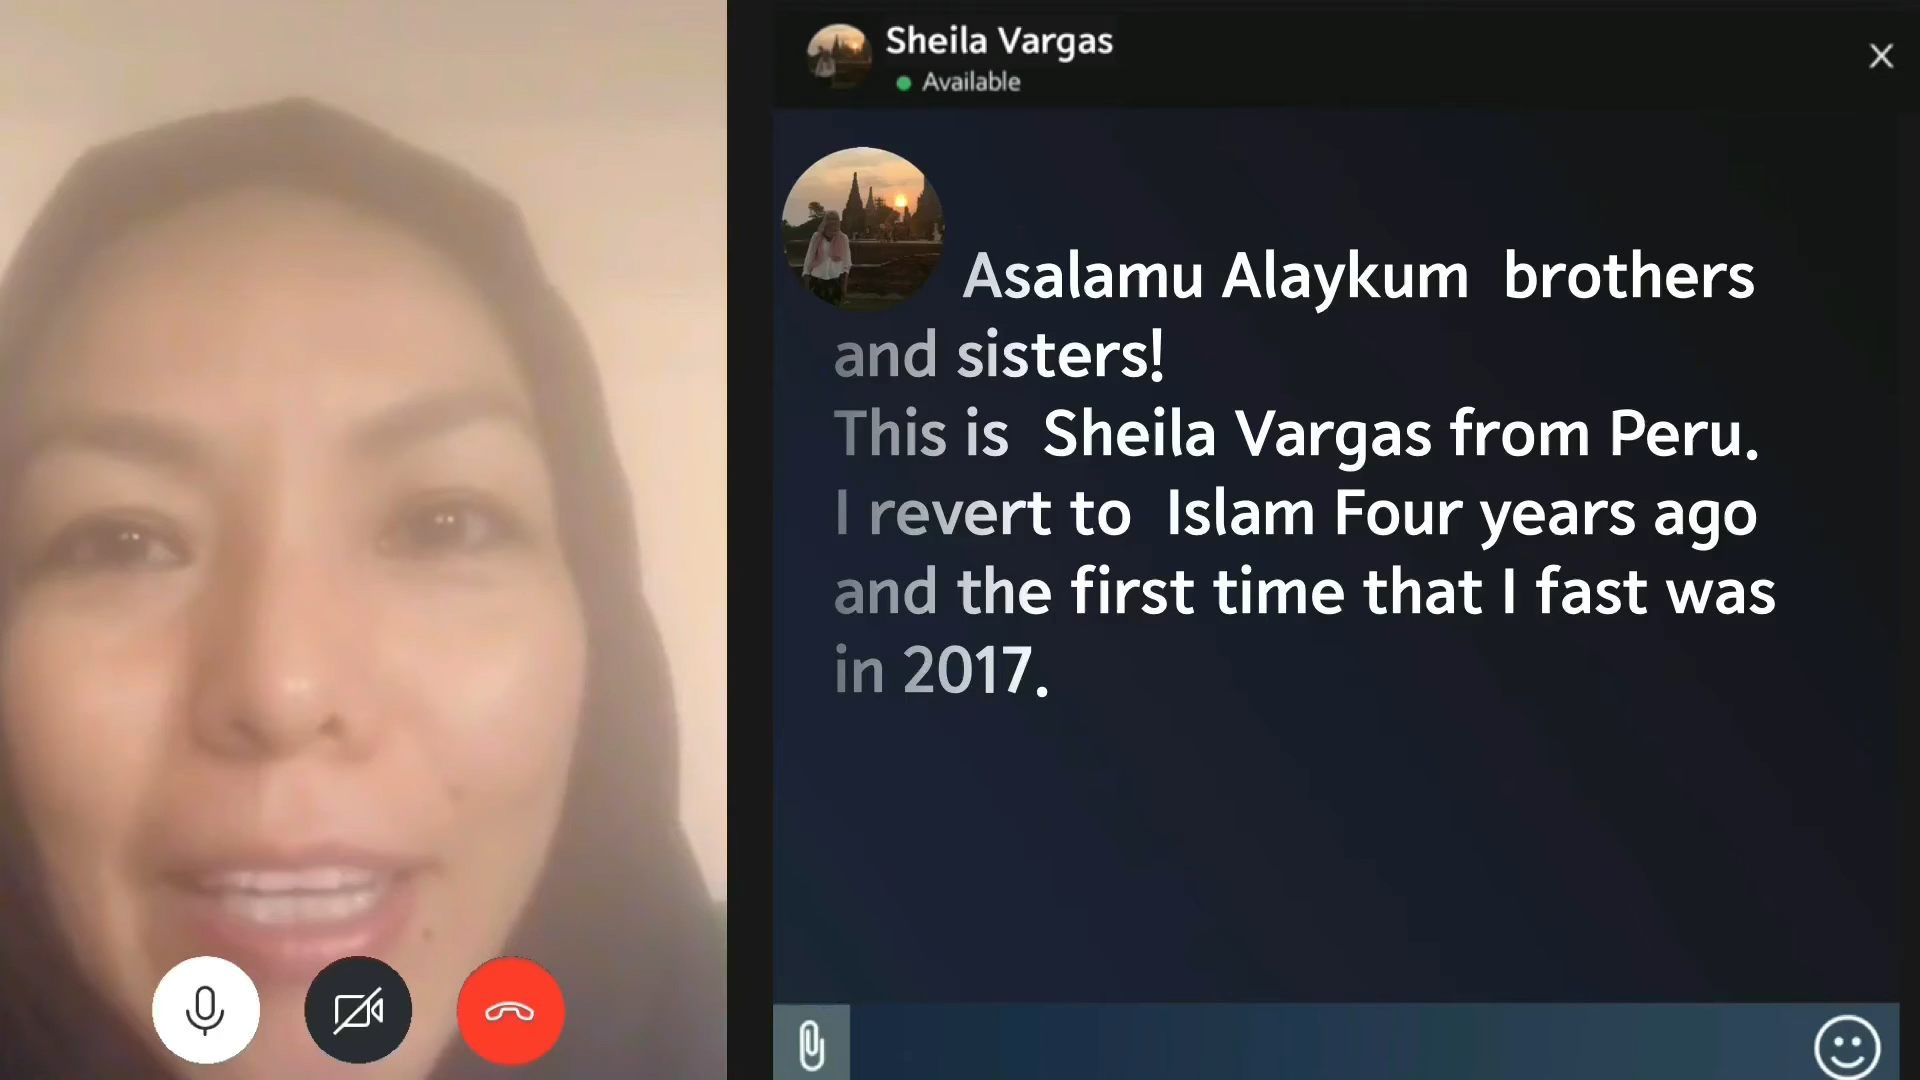 Sheila Vargas
Available
Asalamu Alaykum brothers
and sisters!
This is Sheila Vargas from Peru.
I revert to Islam Four years ago
and the first time that I fast was
in 2017.